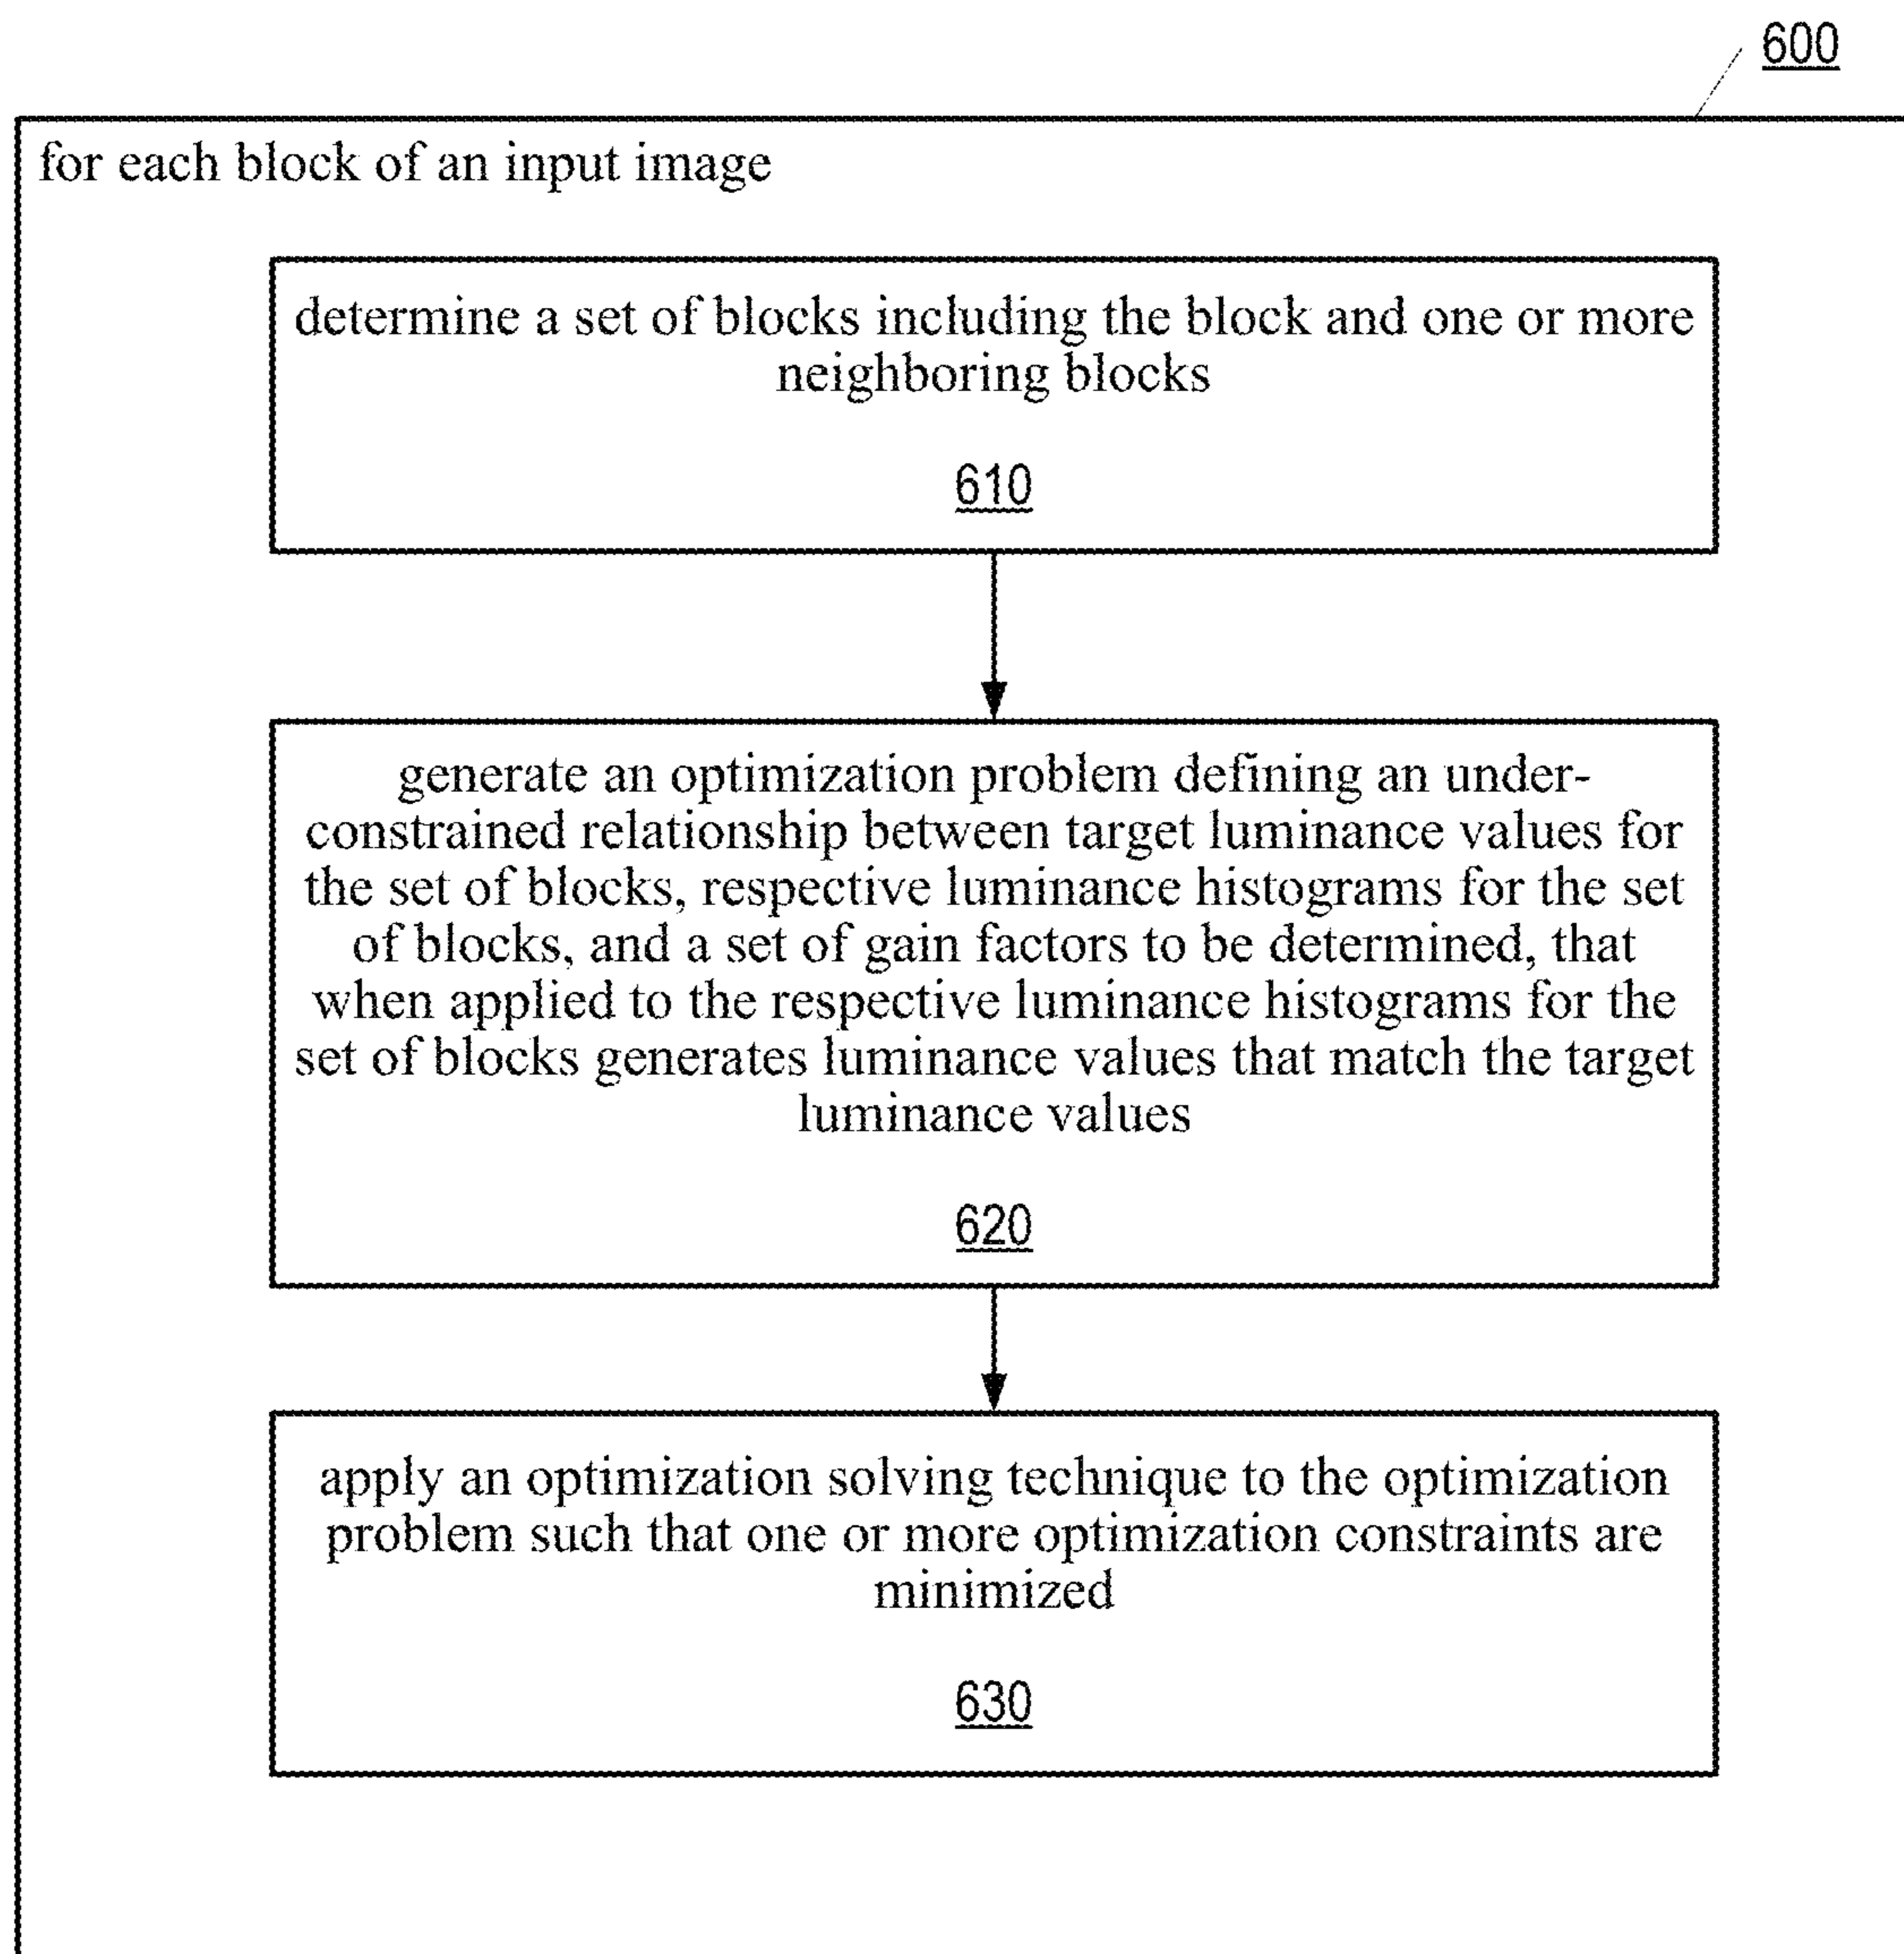 600
for each block of an input image
determine a set of blocks including the block and one or more
neighboring blocks
610
generate an optimization problem defining an under-
constrained relationship between target luminance values for
the set of blocks, respective luminance histograms for the set
of blocks, and a set of gain factors to be determined, that
when applied to the respective luminance histograms for the
set of blocks generates luminance values that match the target
luminance values
620
apply an optimization solving technique to the optimization
problem such that one or more optimization constraints are
minimized
630